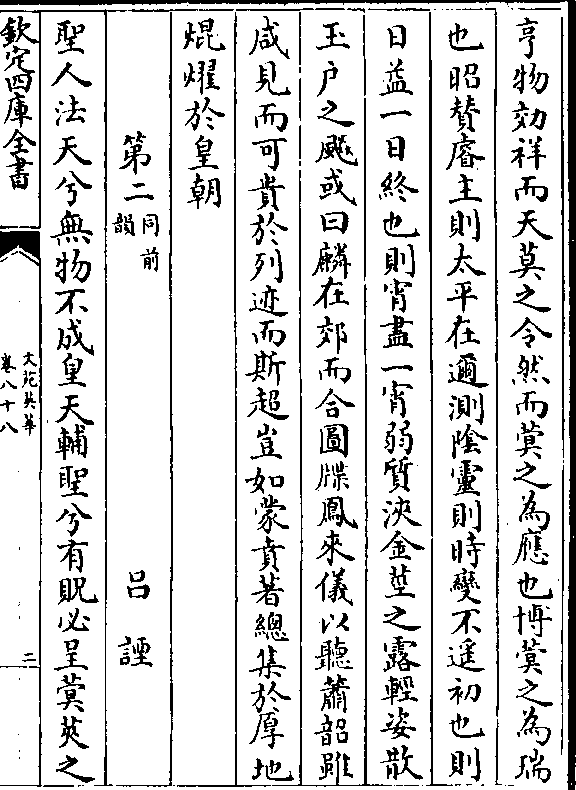 亨物効祥而天莫之令然而蓂之為應也博蓂之為瑞
也昭賛睿主則太平在邇測陰靈則時變不遥初也則
日益一日終也則宵盡一宵弱質浹金莖之露輕姿散
玉户之飈或曰麟在郊而合圖牒鳳來儀以聽簫韶雖
咸見而可貴於列迹而斯超豈如蓂賁著總集於厚地
焜燿於皇朝
第二同前韻 吕諲
聖人法天兮無物不成皇天輔聖兮有貺必呈蓂莢之
欽定四庫全書
文苑英華
卷八十八
二